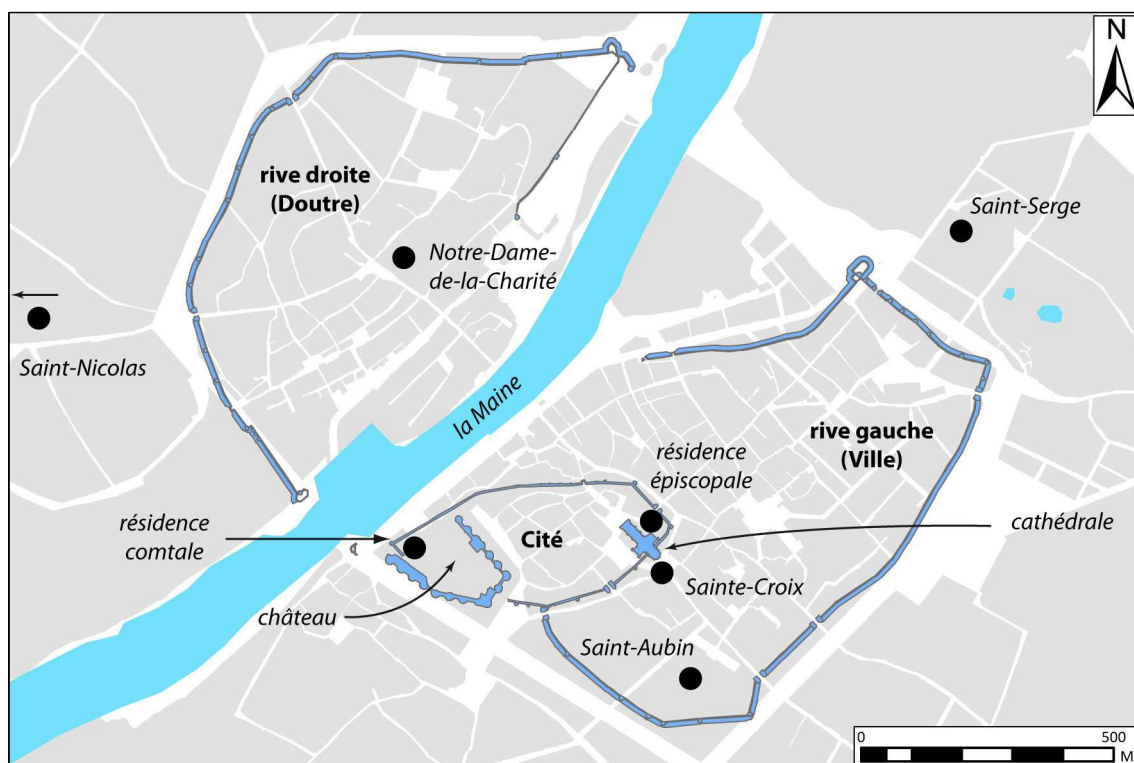 N
rive droite
(Doutre)
Saint-Serge
Notre-Dame-
de-la-Charité
Saint-Nicolas
la Maine
rive gauche
(Ville)
résidence
épiscopale
résidence
comtale
Cité
cathédrale
Sainte-Croix
château
Saint-Aubin
0
500
M